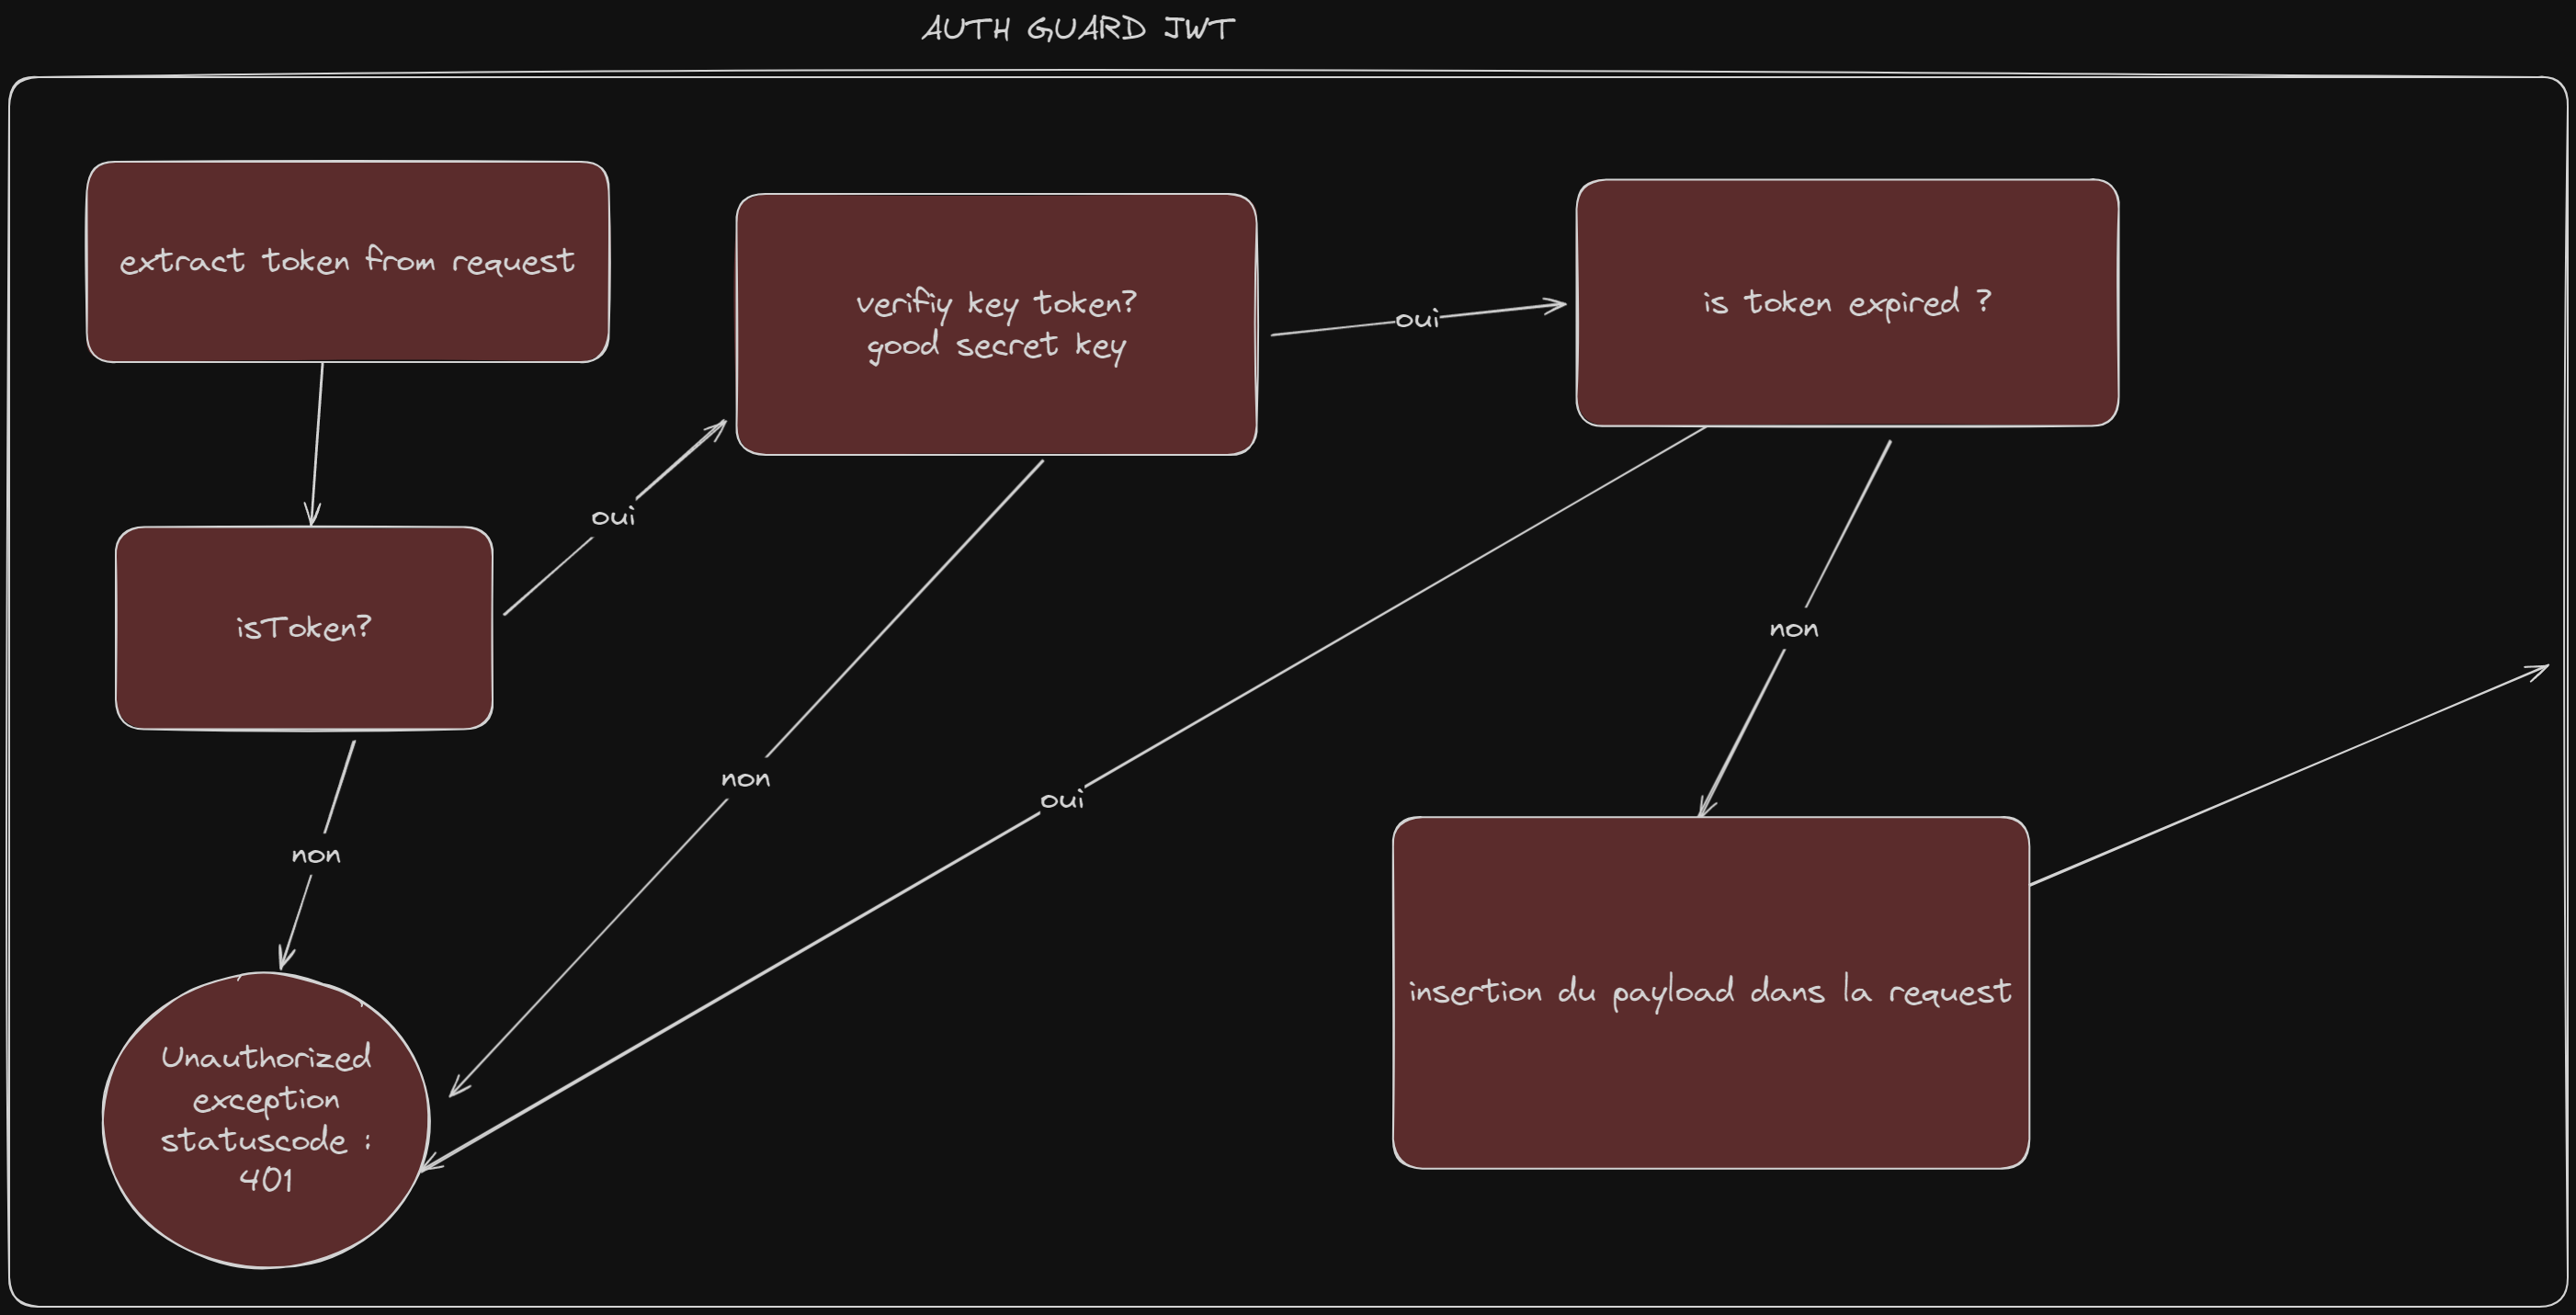 AUTH GUARD JWT
extract token from request
verifiy key token?
good secret key
oui
is token expired ?
oui
isToken?
non
non
oui
non
insertion du payload dans la request
Unauthorized
exception
statuscode :
401